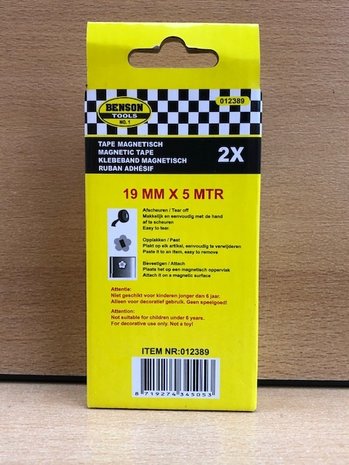 BENSON
TOOLS
NO. 1
012389
TAPE MAGNETISCH
MAGNETIC TAPE
KLEBEBAND MAGNETISCH
RUBAN ADHÉSIF
2X
19 MM X 5 MTR
Afscheuren / Tear off
Makkelijk en eenvoudig met de hand
af te scheuren
Easy to tear.
Opplakken / Past
Plakt op elk artikel, eenvoudig te verwijderen
Paste it to an item, easy to remove
Bevestigen / Attach
Plaats het op een magnetisch oppervlak
Attach it on a magnetic surface
Attentie:
Niet geschikt voor kinderen jonger dan 6 jaar.
Alleen voor decoratief gebruik. Geen speelgoed!
Attention:
Not suitable for children under 6 years.
For decorative use only. Not a toy!
ITEM NR:012389
8 719274 345053